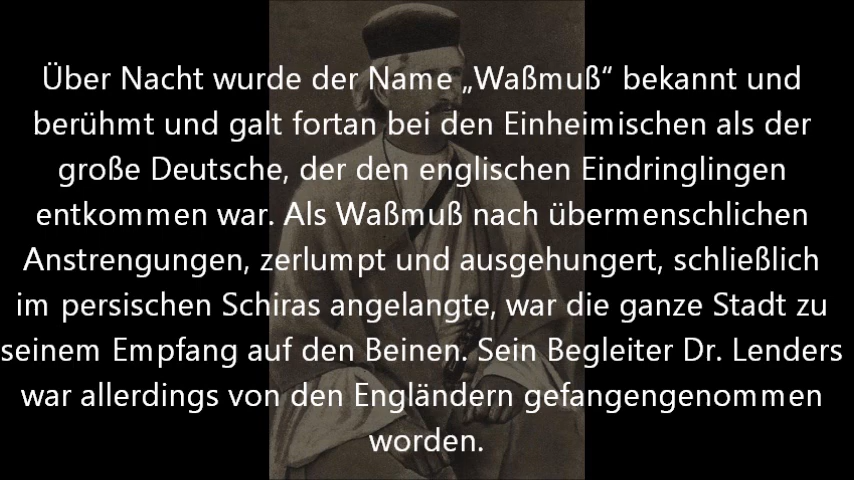 Über Nacht wurde der Name „Waßmuß“ bekannt und
berühmt und galt fortan bei den Einheimischen als der
große Deutsche, der den englischen Eindringlingen
entkommen war. Als Waßmuß nach übermenschlichen
Anstrengungen, zerlumpt und ausgehungert, schließlich
im persischen Schiras angelangte, war die ganze Stadt zu
seinem Empfang auf den Beinen. Sein Begleiter Dr. Lenders
war allerdings von den Engländern gefangengenommen
worden.